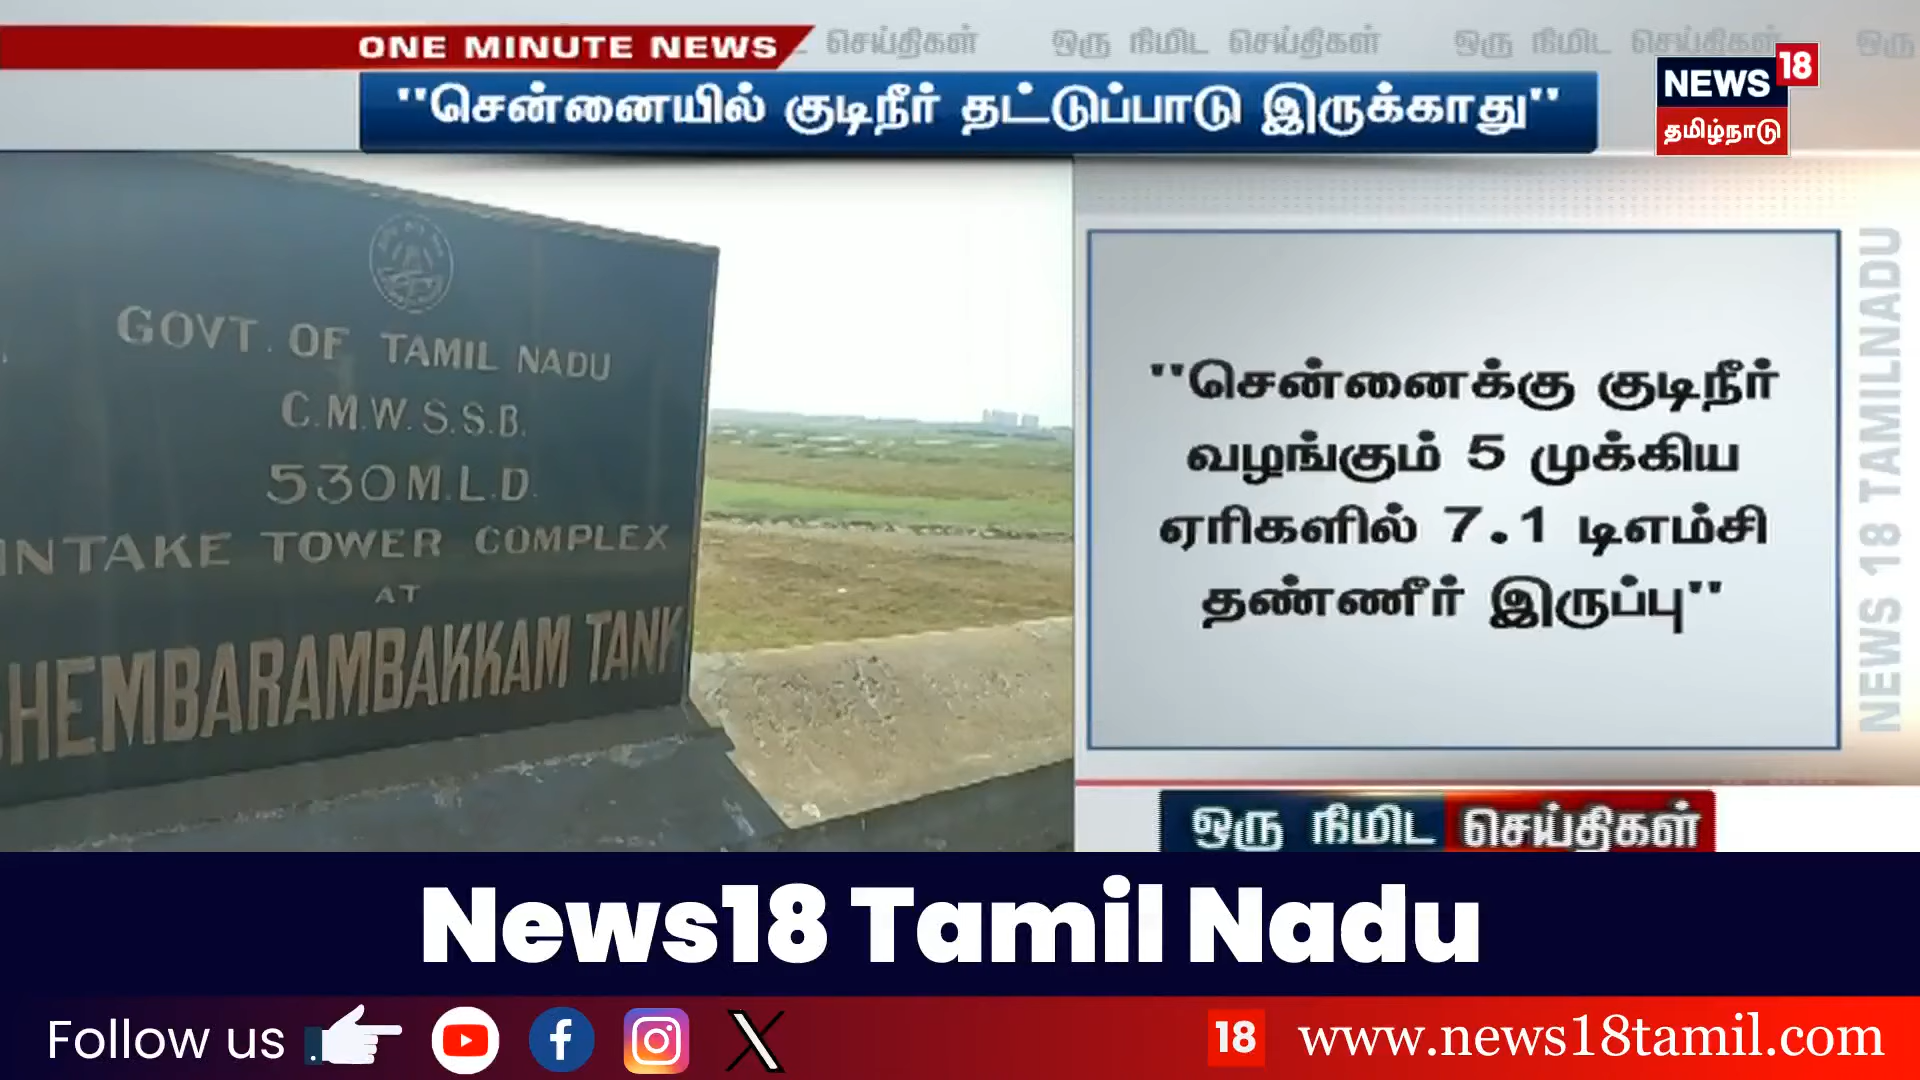 ONE MINUTE NEWS
செய்திகள் ஒரு நிமிட செய்திகள் ஒரு நிமிட செய்திகள் ஒரு
"சென்னையில் குடிநீர் தட்டுப்பாடு இருக்காது"
NEWS 18
தமிழ்நாடு
GOVT. OF TAMIL NADU
C.M.W.S.S.B.
530 M.L.D.
INTAKE TOWER COMPLEX
AT
HEMBARAMBAKKAM TANK
"சென்னைக்கு குடிநீர்
வழங்கும் 5 முக்கிய
ஏரிகளில் 7.1 டிஎம்சி
தண்ணீர் இருப்பு"
NEWS 18 TAMILNADU
ஒரு நிமிட செய்திகள்
News18 Tamil Nadu
Follow us
18 www.news18tamil.com